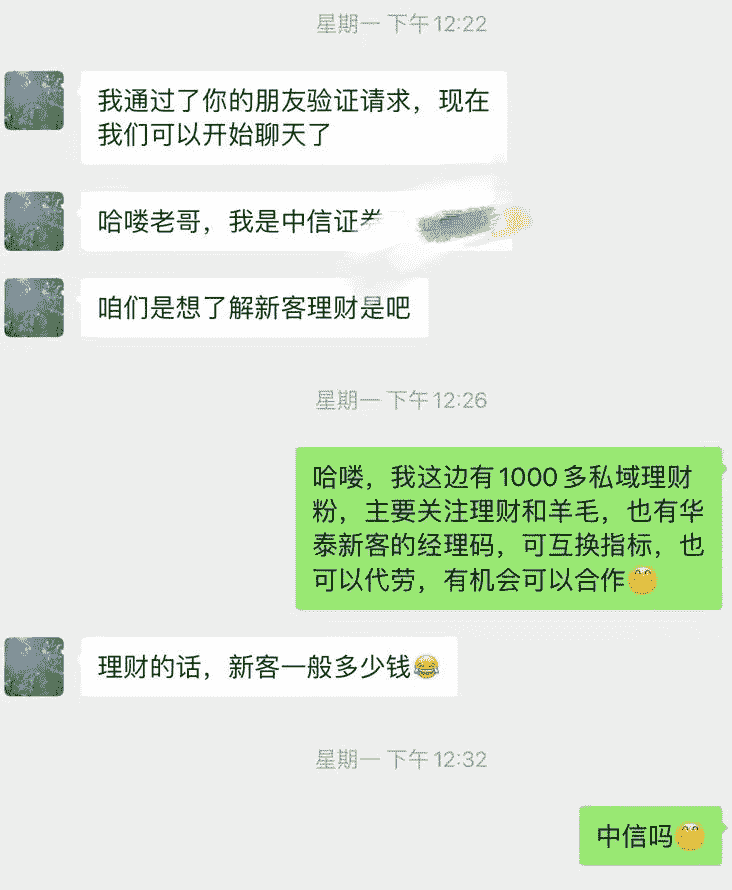 星期一 下午12:22
我通过了你的朋友验证请求，现在
我们可以开始聊天了
哈喽老哥，我是中信证券
咱们是想了解新客理财是吧
星期一 下午12:26
哈喽，我这边有1000多私域理财
粉，主要关注理财和羊毛，也有华
泰新客的经理码，可互换指标，也
可以代劳，有机会可以合作
理财的话，新客一般多少钱
星期一 下午12:32
中信吗